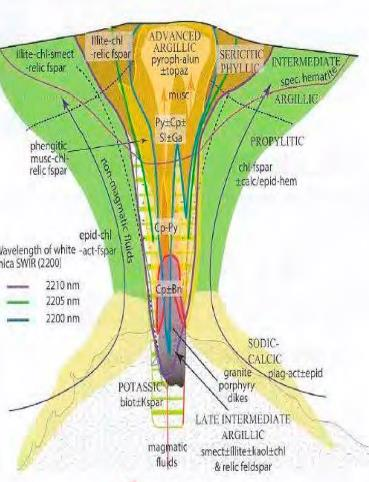 ADVANCED
ARGILLIC
pyroph-alun
±topaz
Illite-chl
-relic fspar
illite-chl-smect
-relic fspar
SERICITIC
PHYLLIC
INTERMEDIATE
spec. hematite
ARGILLIC
musc
Py±Cp±
Sl±Ga
phengitic
musc-chl-
relic fspar
PROPYLITIC
chl-fspar
±calc/epid-hem
non-magmatic fluids
epid-chl
-act-fspar
Cp-Py
Wavelength of white
mica SWIR (2200)
2210 nm
2205 nm
2200 nm
Cp±Bn
SODIC-
CALCIC
plag-act±epid
granite
porphyry
dikes
POTASSIC
biot±Kspar
LATE INTERMEDIATE
ARGILLIC
smect±illite±kaol±chl
& relic feldspar
magmatic
fluids